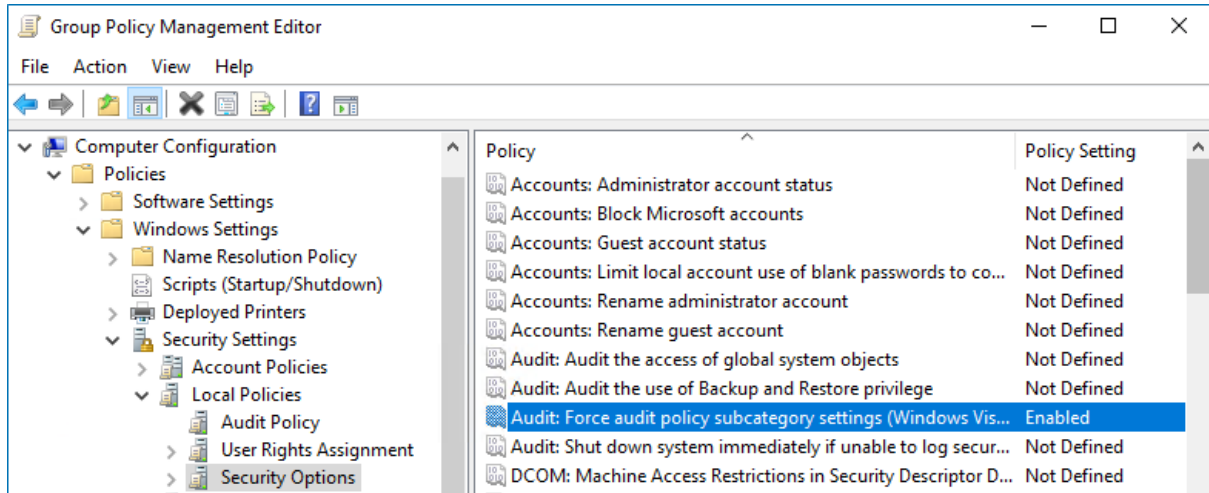 Group Policy Management Editor
File Action View Help
Computer Configuration
Policies
Software Settings
Windows Settings
Name Resolution Policy
Scripts (Startup/Shutdown)
Deployed Printers
Security Settings
Account Policies
Local Policies
Audit Policy
User Rights Assignment
Security Options
Policy Policy Setting
Accounts: Administrator account status Not Defined
Accounts: Block Microsoft accounts Not Defined
Accounts: Guest account status Not Defined
Accounts: Limit local account use of blank passwords to co... Not Defined
Accounts: Rename administrator account Not Defined
Accounts: Rename guest account Not Defined
Audit: Audit the access of global system objects Not Defined
Audit: Audit the use of Backup and Restore privilege Not Defined
Audit: Force audit policy subcategory settings (Windows Vis... Enabled
Audit: Shut down system immediately if unable to log secur... Not Defined
DCOM: Machine Access Restrictions in Security Descriptor D... Not Defined